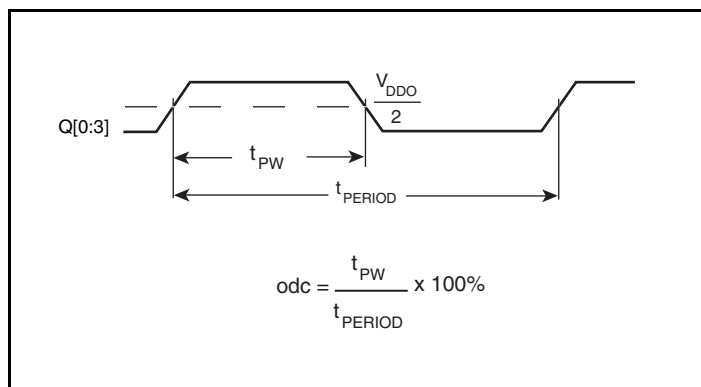 V_DDO
2
Q[0:3]
t_PW
t_PERIOD
odc = t_PW / t_PERIOD x 100%